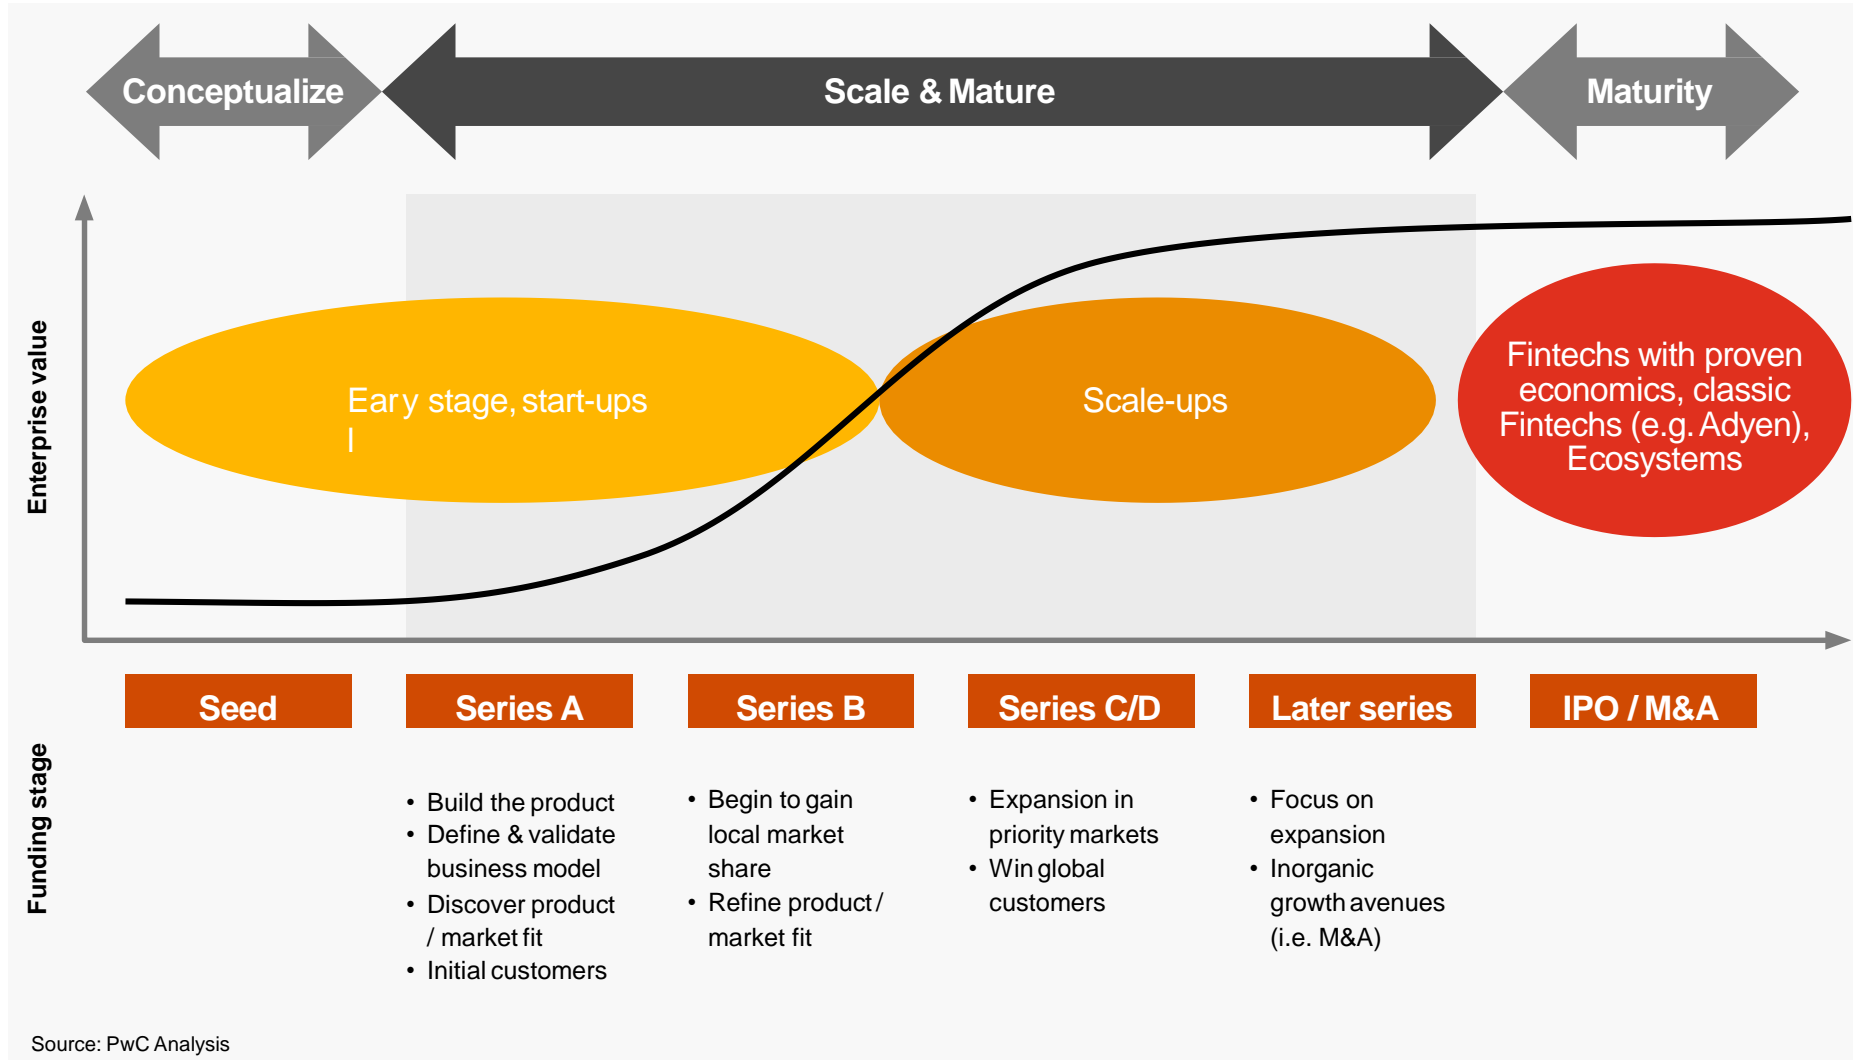 Conceptualize
Scale & Mature
Maturity
Enterprise value
Eary stage, start-ups
l
Scale-ups
Fintechs with proven
economics, classic
Fintechs (e.g. Adyen),
Ecosystems
Seed
Series A
Series B
Series C/D
Later series
IPO / M&A
Funding stage
• Build the product
• Define & validate
business model
• Discover product
/ market fit
• Initial customers
• Begin to gain
local market
share
• Refine product /
market fit
• Expansion in
priority markets
• Win global
customers
• Focus on
expansion
• Inorganic
growth avenues
(i.e. M&A)
Source: PwC Analysis